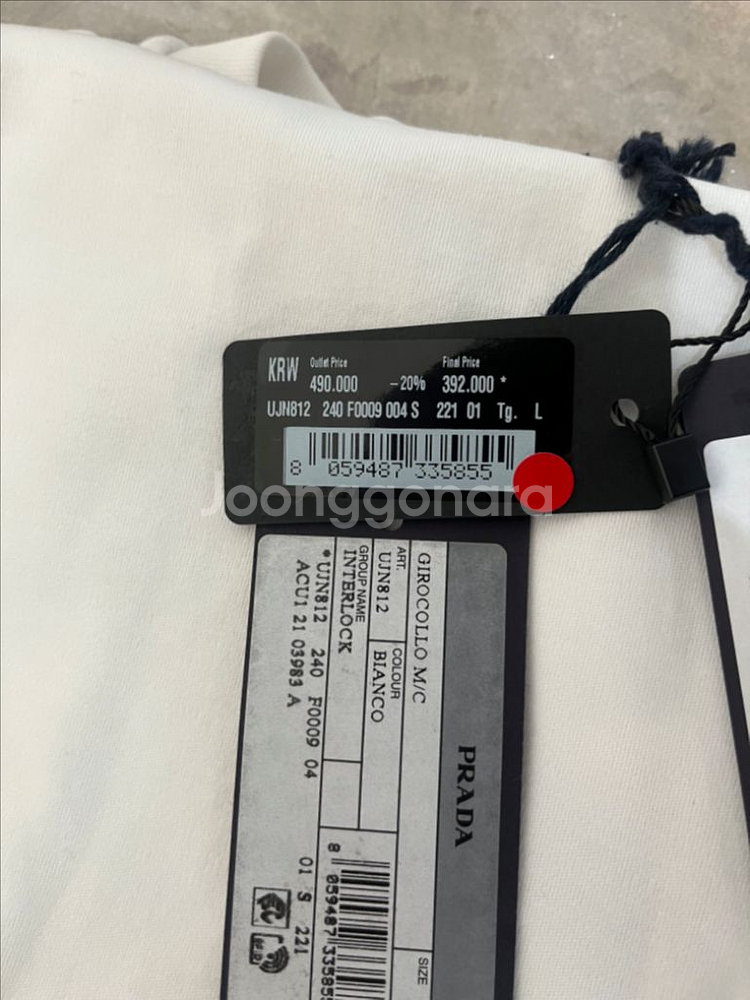 KRW Outlet Price Final Price
490.000 -20% 392.000 *
UJN812 240 F0009 004 S 221 01 Tg. L
8 059487 335855
Joonggonara
PRADA
GIROCOLLO M/C
SIZE
ART. COLOUR
UJN812 BIANCO
GROUP NAME
INTERLOCK
*UJN812 240 F0009 04 01 S 221
ACU1 21 03983 A
8 059487 335855